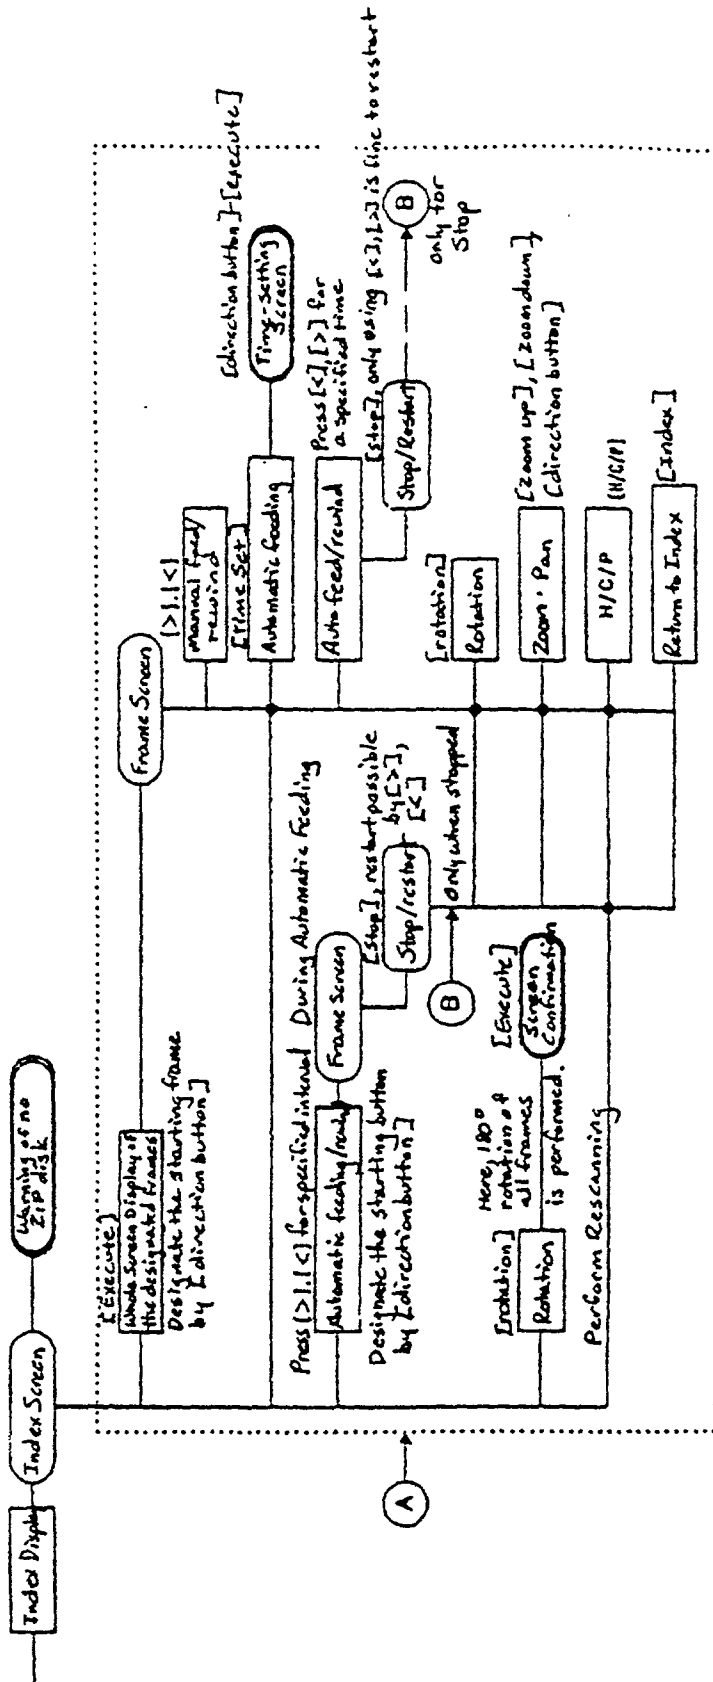 Index Display
Index Screen
Warning of no
ZIP disk
[Execute]
Whole Screen Display of
the designated frames
Designate the starting frame
by [direction button]
Frame Screen
[>].[<]
Manual feed/
rewind
[Time Set]
Automatic feeding
[direction button]-[execute]
Time-setting
Screen
Press [<],[>] for
a specified time
Auto feed/rewind
[stop], only using [<],[>] is fine to restart
Stop/Restart
B
only for
Stop
[rotation]
Rotation
[zoom up], [zoom down],
[direction button]
Zoom·Pan
[H/C/P]
H/C/P
[Index]
Return to Index
Press [>].[<] for specified interval
During Automatic Feeding
Automatic feeding/
Designate the starting button
by [direction button]
Frame Screen
[stop], restart possible
by [>],
[<]
Stop/restart
B
Only when stopped
[rotation]
Rotation
Here, 180°
rotation of
all frames
is performed.
[Execute]
Screen
Confirmation
Perform Rescanning
A